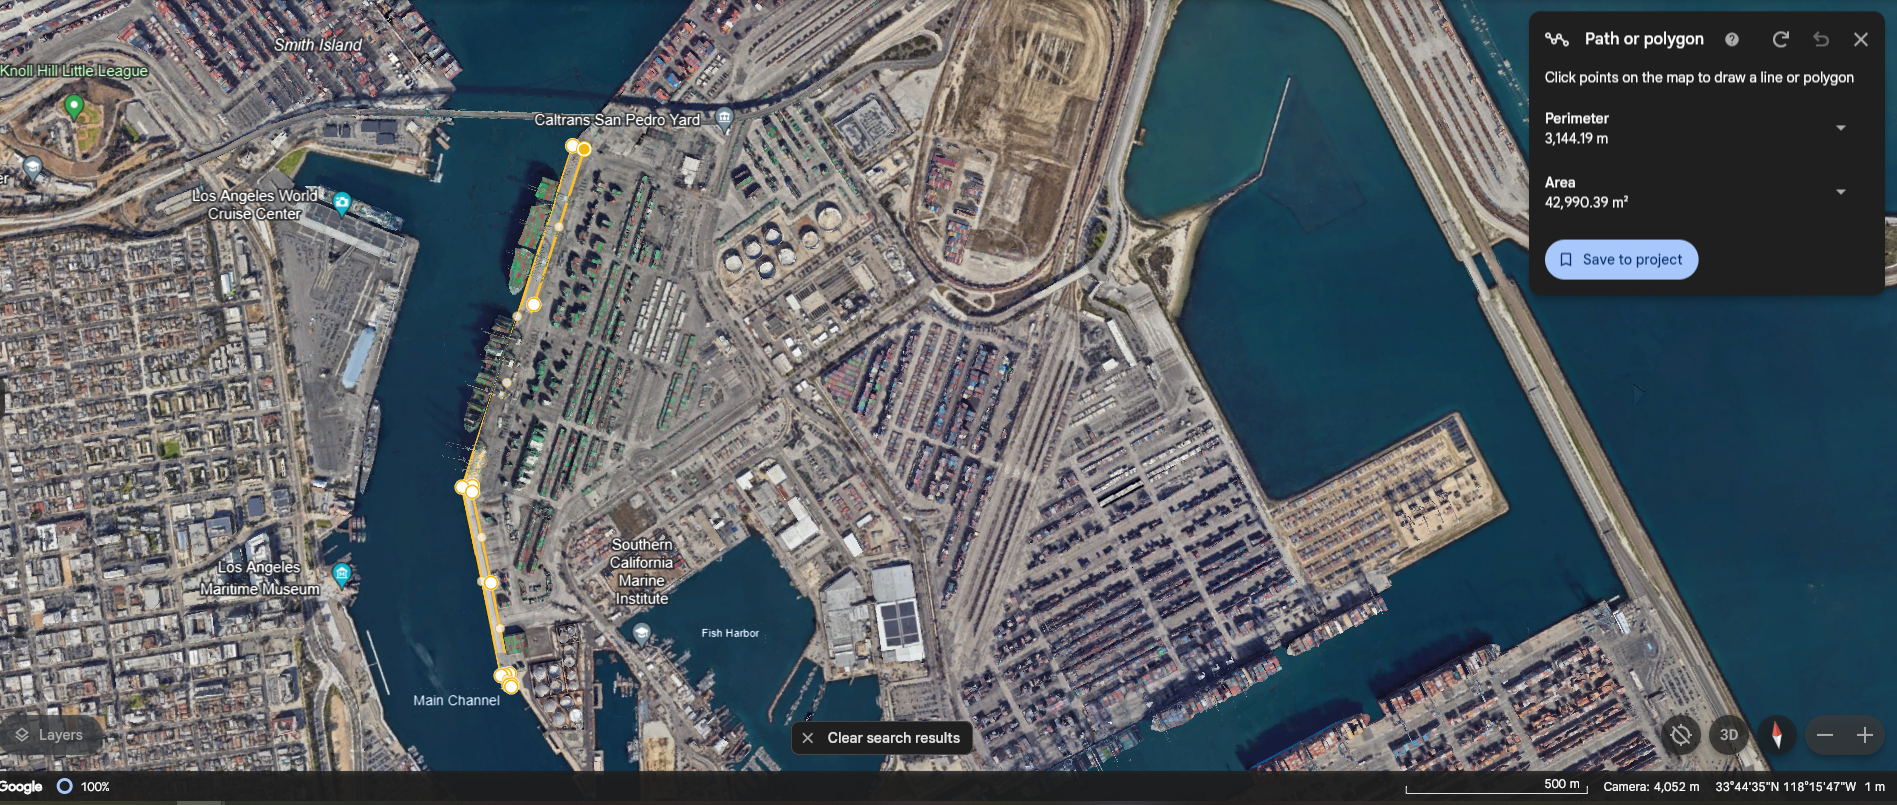 Smith Island
Knoll Hill Little League
Caltrans San Pedro Yard
er
Los Angeles World
Cruise Center
Southern
California
Marine
Institute
Los Angeles
Maritime Museum
Fish Harbor
Main Channel
Path or polygon
?
Click points on the map to draw a line or polygon
Perimeter
3,144.19 m
Area
42,990.39 m²
Save to project
Layers
Clear search results
3D
Google
100%
500 m
Camera: 4,052 m
33°44'35"N 118°15'47"W
1 m